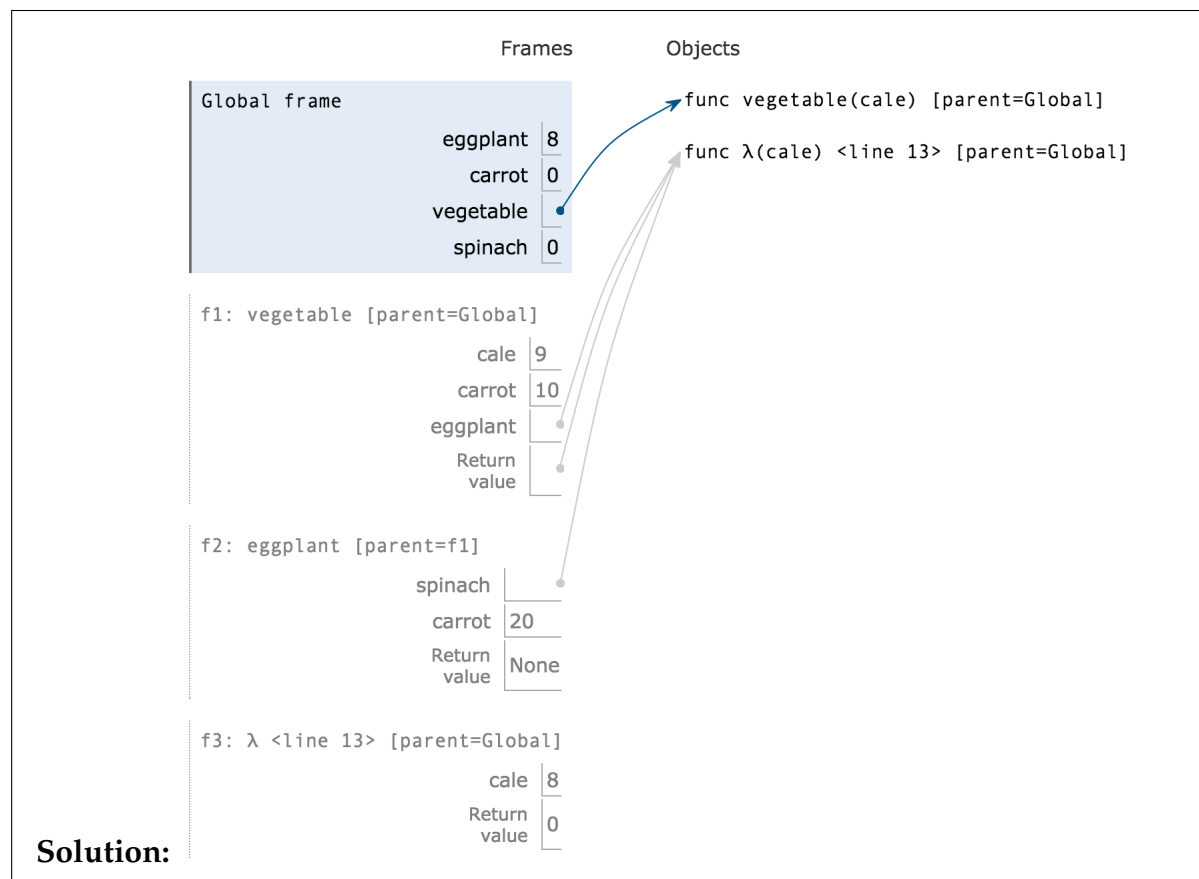 Frames Objects
Global frame
func vegetable(cale) [parent=Global]
eggplant 8
func λ(cale) <line 13> [parent=Global]
carrot 0
vegetable
spinach 0
f1: vegetable [parent=Global]
cale 9
carrot 10
eggplant
Return
value
f2: eggplant [parent=f1]
spinach
carrot 20
Return
value None
f3: λ <line 13> [parent=Global]
cale 8
Return
value 0
Solution: